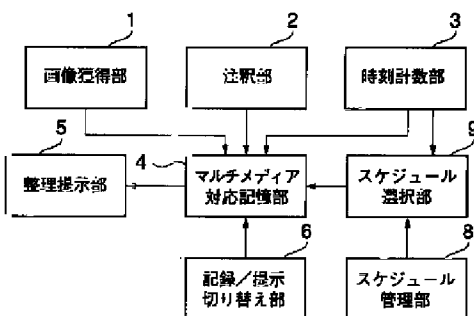 1
2
3
画像獲得部
注釈部
時刻計数部
5
4
9
整理提示部
マルチメディア
対応記憶部
スケジュール
選択部
6
8
記録/提示
切り替え部
スケジュール
管理部